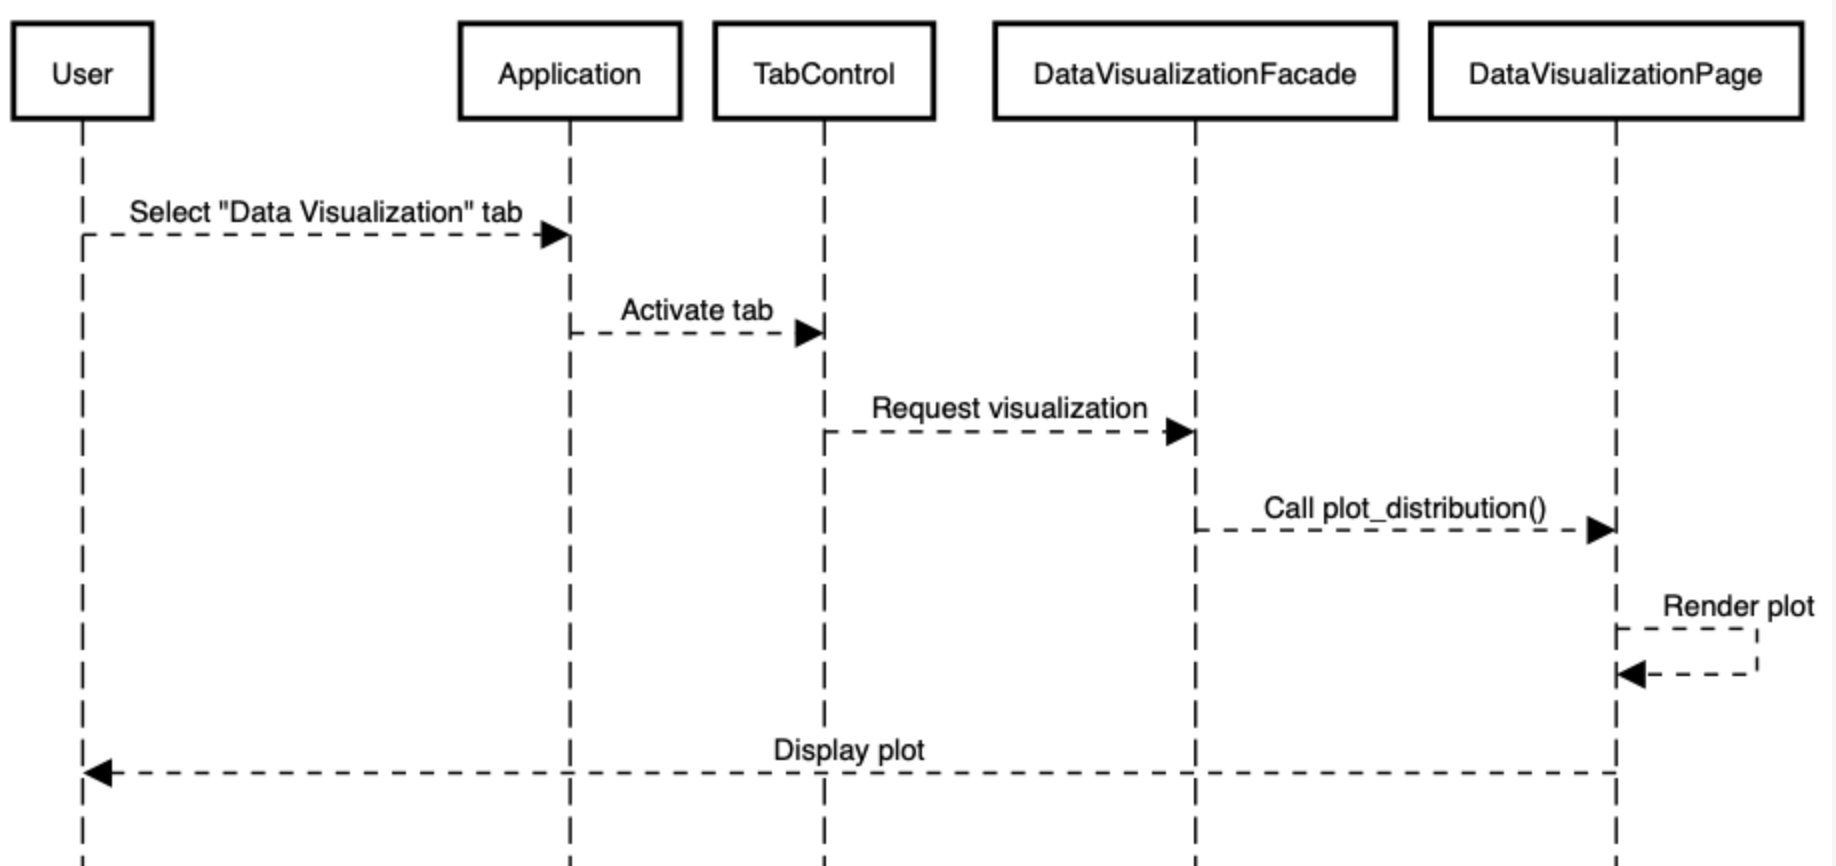 User
Application
TabControl
DataVisualizationFacade
DataVisualizationPage
Select "Data Visualization" tab
Activate tab
Request visualization
Call plot_distribution()
Render plot
Display plot